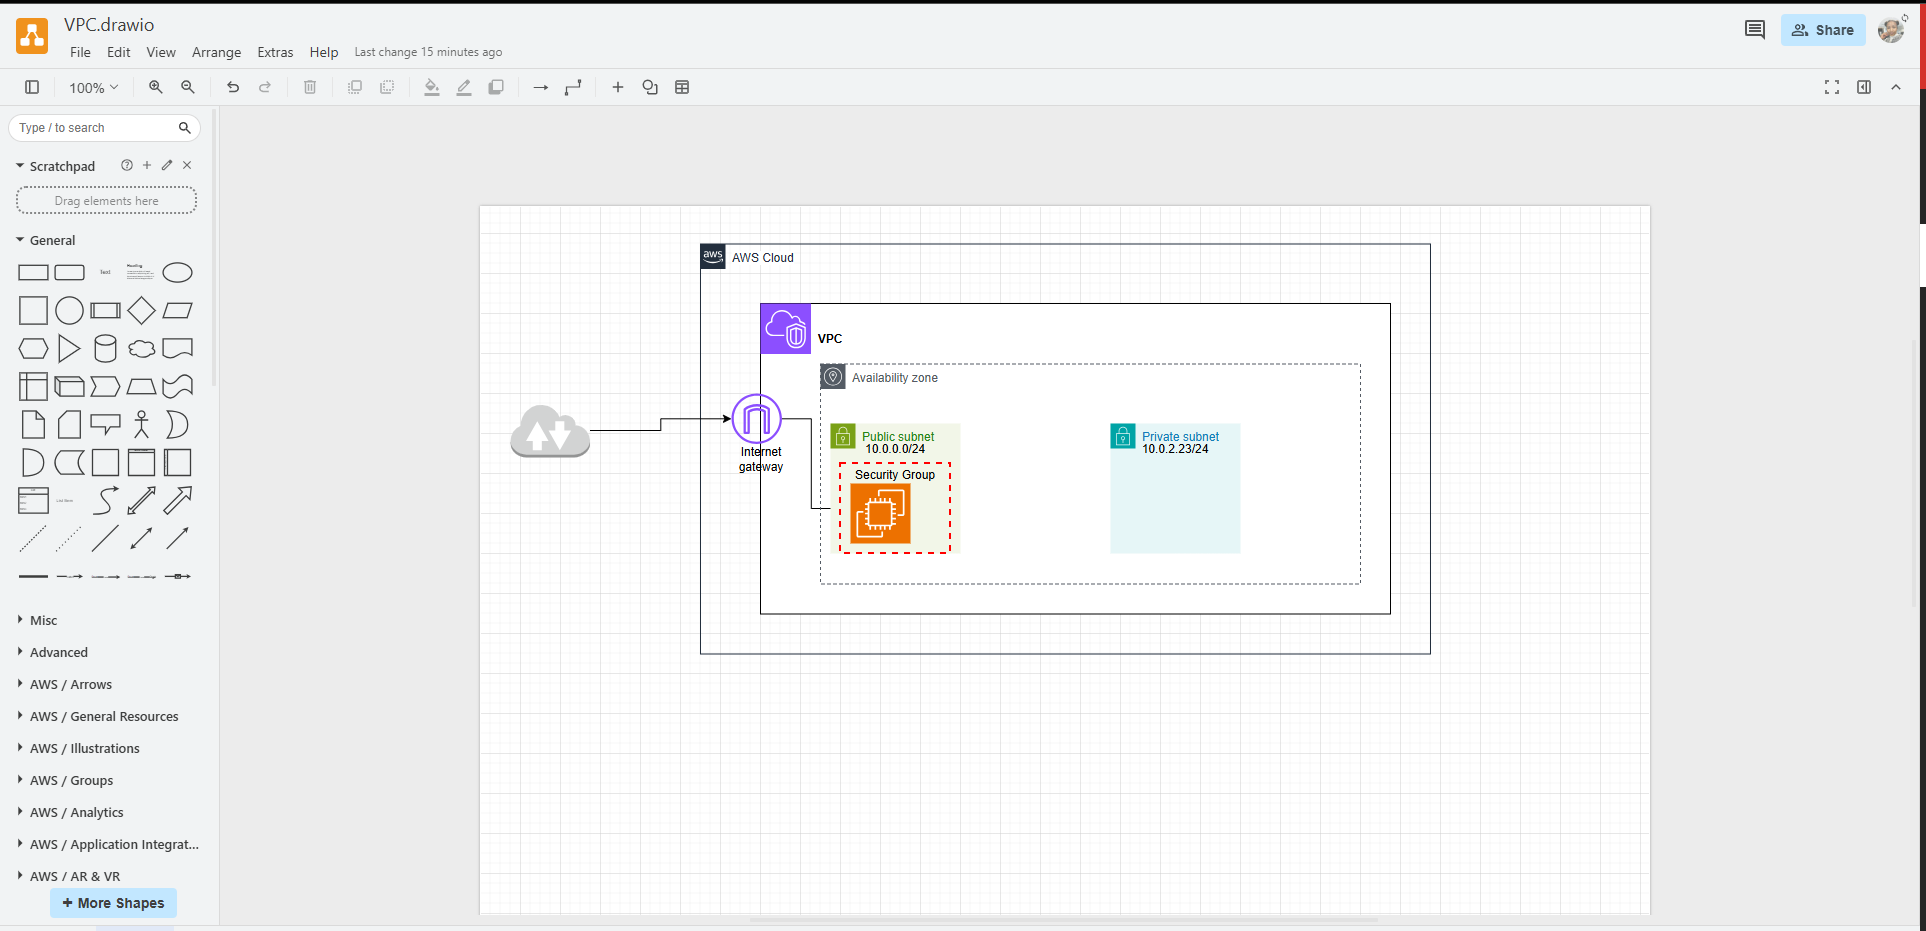 VPC.drawio
File Edit View Arrange Extras Help Last change 15 minutes ago
Share
100%
Type / to search
Scratchpad
Drag elements here
General
Text
Heading
Misc
Advanced
AWS / Arrows
AWS / General Resources
AWS / Illustrations
AWS / Groups
AWS / Analytics
AWS / Application Integrat...
AWS / AR & VR
+ More Shapes
aws
AWS Cloud
VPC
Availability zone
Public subnet
10.0.0.0/24
Security Group
Private subnet
10.0.2.23/24
Internet
gateway